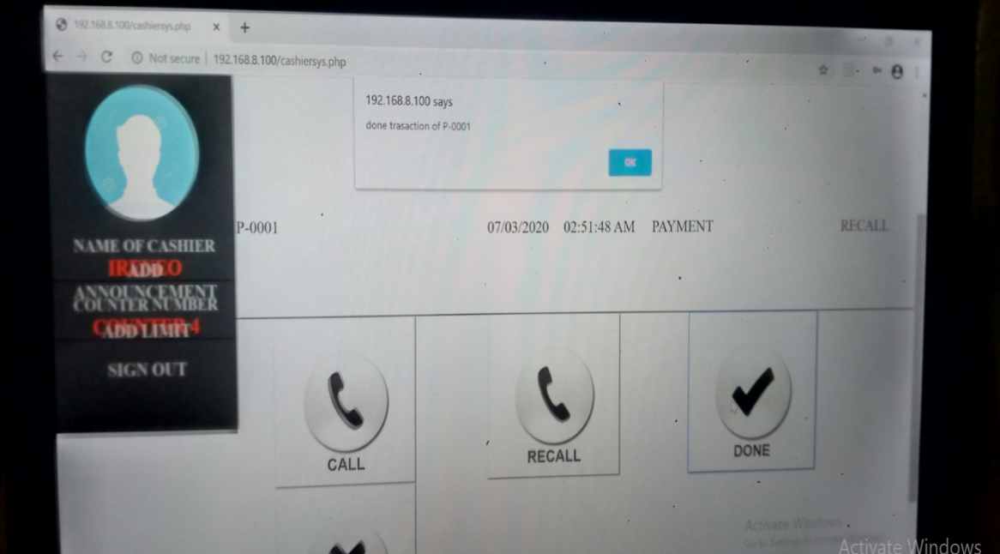 192.168.8.100/cashiersys.php
Not secure | 192.168.8.100/cashiersys.php
192.168.8.100 says
done trasaction of P-0001
OK
P-0001 07/03/2020 02:51:48 AM PAYMENT RECALL
NAME OF CASHIER
IRENEO
ADD
ANNOUNCEMENT
COUNTER NUMBER
COUNTER 4
ADD LIMIT
SIGN OUT
CALL
RECALL
DONE
Activate Windows
Go to Settings to
Activate Windows